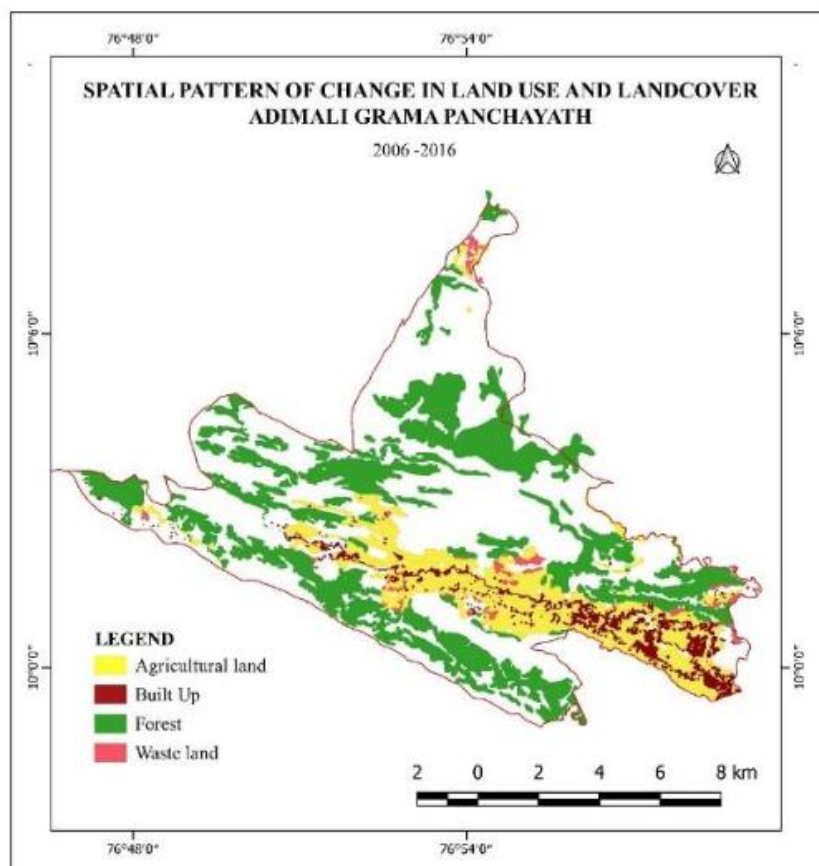 76°48'0"
76°54'0"
SPATIAL PATTERN OF CHANGE IN LAND USE AND LANDCOVER
ADIMALI GRAMA PANCHAYATH
2006 -2016
10°6'0"
10°6'0"
LEGEND
Agricultural land
Built Up
Forest
Waste land
10°0'0"
10°0'0"
2 0 2 4 6 8 km
76°48'0"
76°54'0"